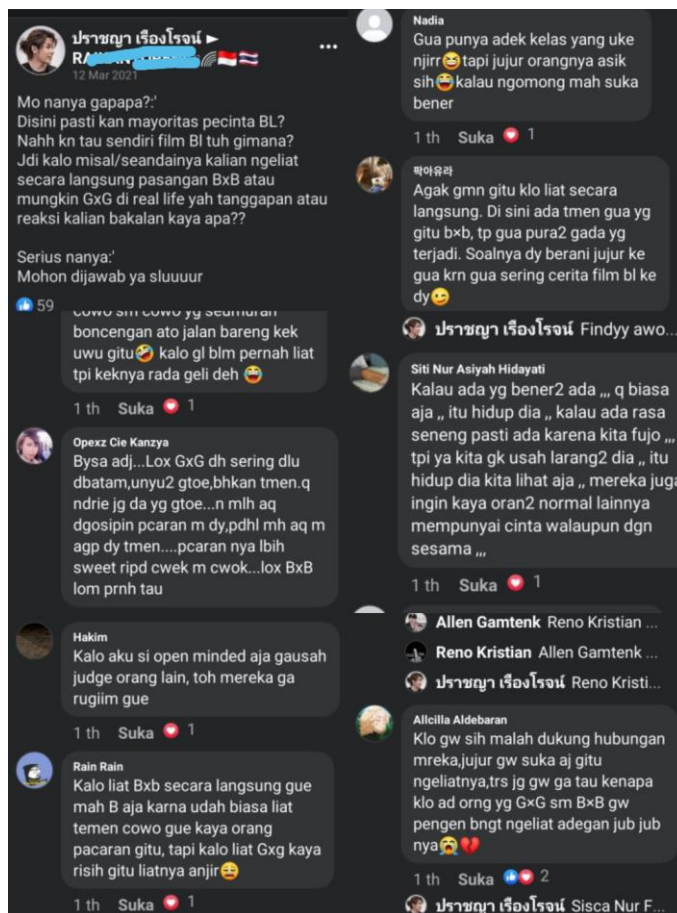 ปราชญา เรืองโรจน์ ►
12 Mar 2021
Mo nanya gapapa?:'
Disini pasti kan mayoritas pecinta BL?
Nahh kn tau sendiri film Bl tuh gimana?
Jdi kalo misal/seandainya kalian ngeliat
secara langsung pasangan BxB atau
mungkin GxG di real life yah tanggapan atau
reaksi kalian bakalan kaya apa??
Serius nanya:'
Mohon dijawab ya sluuuur
59
cowo sm cowo yg seumuran
boncengan ato jalan bareng kek
uwu gitu🤣 kalo gl blm pernah liat
tpi keknya rada geli deh 😂
1 th Suka 1
Opexz Cie Kanzya
Bysa adj...Lox GxG dh sering dlu
dbatam,unyu2 gtoe,bhkan tmen.q
ndrie jg da yg gtoe...n mlh aq
dgosipin pcaran m dy,pdhl mh aq m
agp dy tmen....pcaran nya lbih
sweet ripd cwek m cwok...lox BxB
lom prnh tau
Hakim
Kalo aku si open minded aja gausah
judge orang lain, toh mereka ga
rugiim gue
1 th Suka 1
Rain Rain
Kalo liat Bxb secara langsung gue
mah B aja karna udah biasa liat
temen cowo gue kaya orang
pacaran gitu, tapi kalo liat Gxg kaya
risih gitu liatnya anjir😩
1 th Suka 1
Nadia
Gua punya adek kelas yang uke
njirr😆tapi jujur orangnya asik
sih😂kalau ngomong mah suka
bener
1 th Suka 1
팍아유라
Agak gmn gitu klo liat secara
langsung. Di sini ada tmen gua yg
gitu b×b, tp gua pura2 gada yg
terjadi. Soalnya dy berani jujur ke
gua krn gua sering cerita film bl ke
dy😉
ปราชญา เรืองโรจน์ Findyy awo...
Siti Nur Asiyah Hidayati
Kalau ada yg bener2 ada ,,, q biasa
aja ,, itu hidup dia ,, kalau ada rasa
seneng pasti ada karena kita fujo ,,,
tpi ya kita gk usah larang2 dia ,, itu
hidup dia kita lihat aja ,, mereka juga
ingin kaya oran2 normal lainnya
mempunyai cinta walaupun dgn
sesama ,,,
1 th Suka 1
Allen Gamtenk Reno Kristian ...
Reno Kristian Allen Gamtenk ...
ปราชญา เรืองโรจน์ Reno Kristi...
Allcilla Aldebaran
Klo gw sih malah dukung hubungan
mreka,jujur gw suka aj gitu
ngeliatnya,trs jg gw ga tau kenapa
klo ad orng yg G×G sm B×B gw
pengen bngt ngeliat adegan jub jub
nya😭💔
1 th Suka 2
ปราชญา เรืองโรจน์ Sisca Nur F...